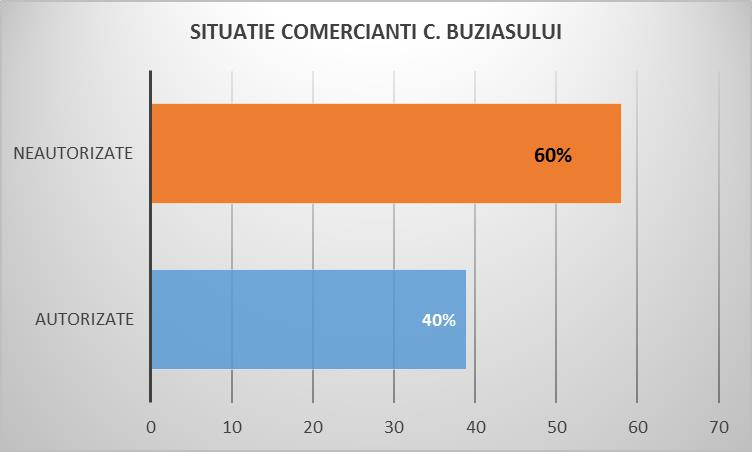 SITUATIE COMERCIANTI C. BUZIASULUI
NEAUTORIZATE
60%
AUTORIZATE
40%
0 10 20 30 40 50 60 70